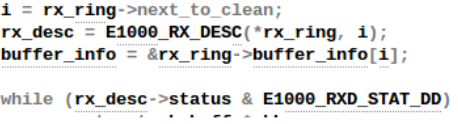 i = rx_ring->next_to_clean;
rx_desc = E1000_RX_DESC(*rx_ring, i);
buffer_info = &rx_ring->buffer_info[i];
while (rx_desc->status & E1000_RXD_STAT_DD)